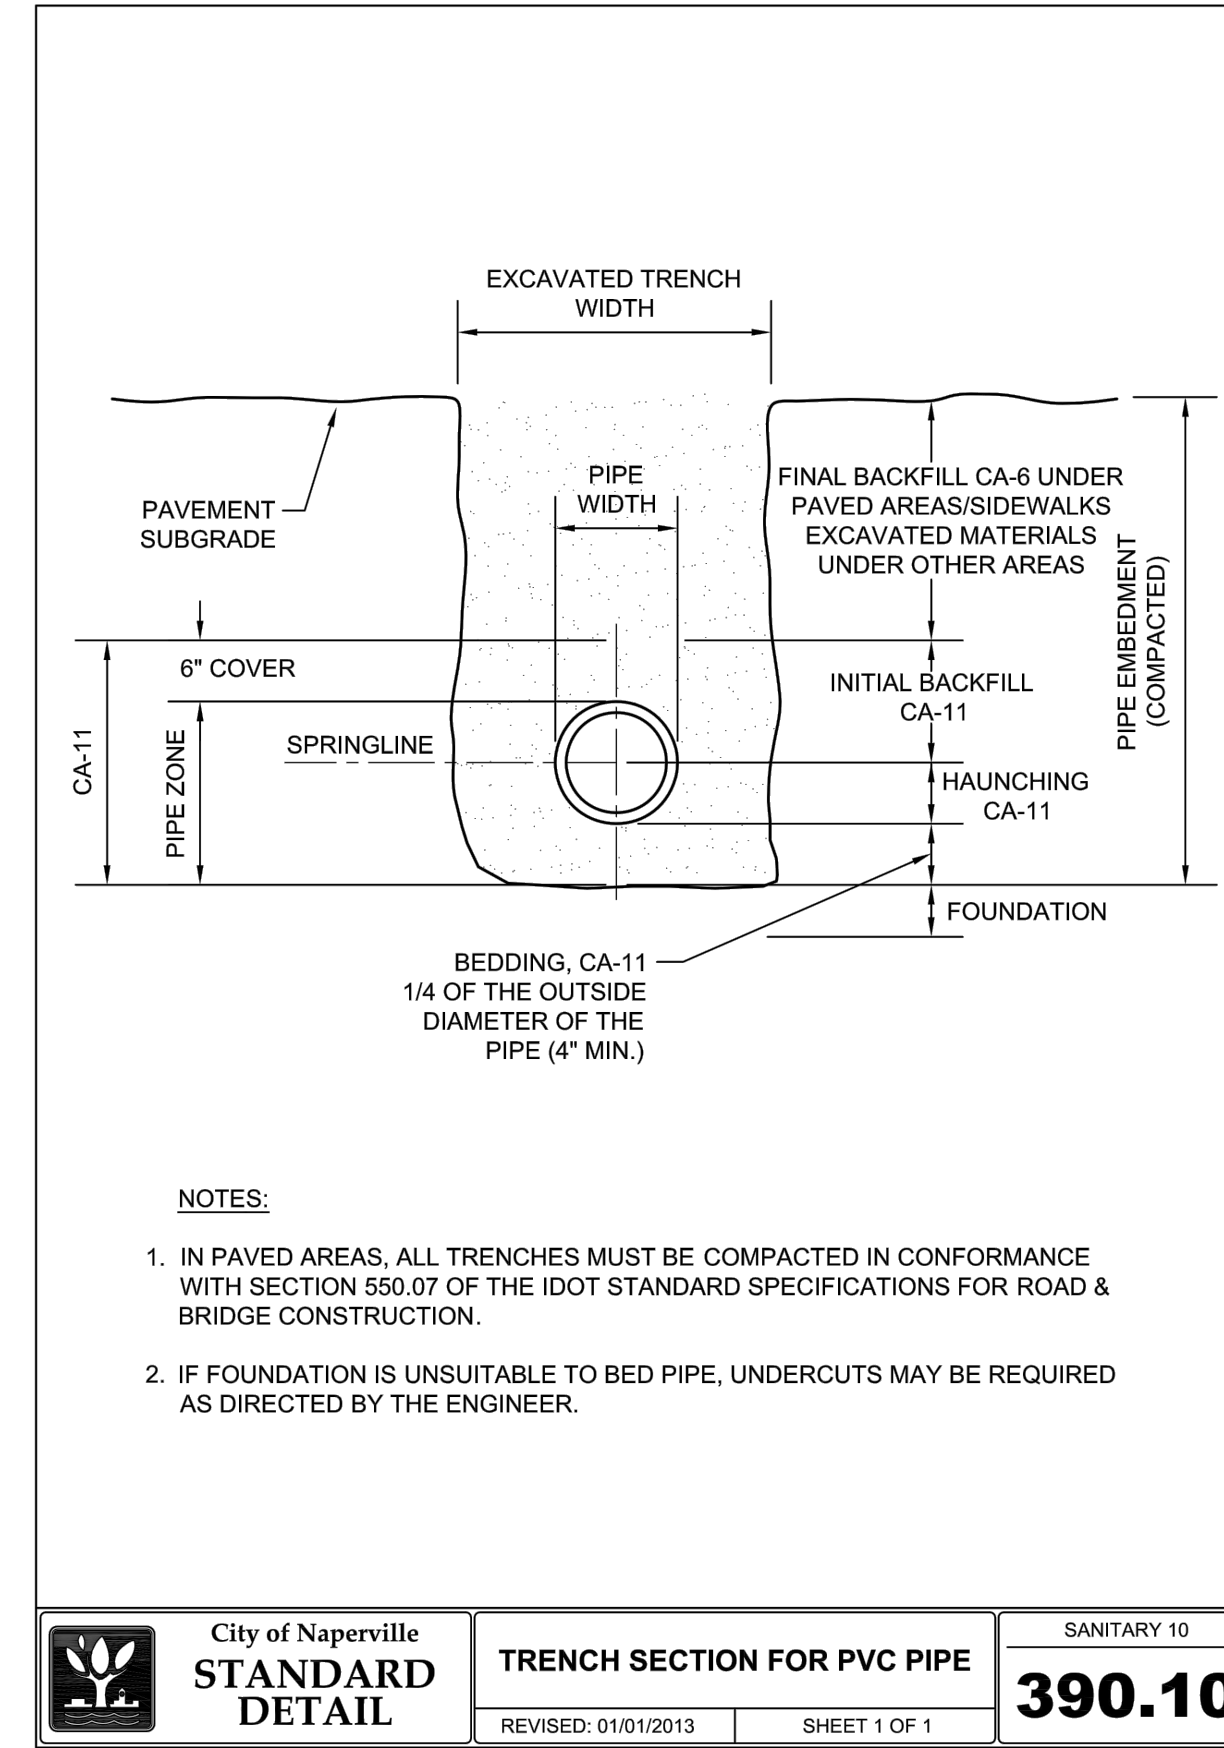 EXCAVATED TRENCH
WIDTH
PIPE
WIDTH
FINAL BACKFILL CA-6 UNDER
PAVED AREAS/SIDEWALKS
EXCAVATED MATERIALS
UNDER OTHER AREAS
PAVEMENT
SUBGRADE
PIPE EMBEDMENT
(COMPACTED)
6" COVER
INITIAL BACKFILL
CA-11
CA-11
PIPE ZONE
SPRINGLINE
HAUNCHING
CA-11
FOUNDATION
BEDDING, CA-11
1/4 OF THE OUTSIDE
DIAMETER OF THE
PIPE (4" MIN.)
NOTES:
1. IN PAVED AREAS, ALL TRENCHES MUST BE COMPACTED IN CONFORMANCE
WITH SECTION 550.07 OF THE IDOT STANDARD SPECIFICATIONS FOR ROAD &
BRIDGE CONSTRUCTION.
2. IF FOUNDATION IS UNSUITABLE TO BED PIPE, UNDERCUTS MAY BE REQUIRED
AS DIRECTED BY THE ENGINEER.
City of Naperville
STANDARD
DETAIL
TRENCH SECTION FOR PVC PIPE
REVISED: 01/01/2013
SHEET 1 OF 1
SANITARY 10
390.10